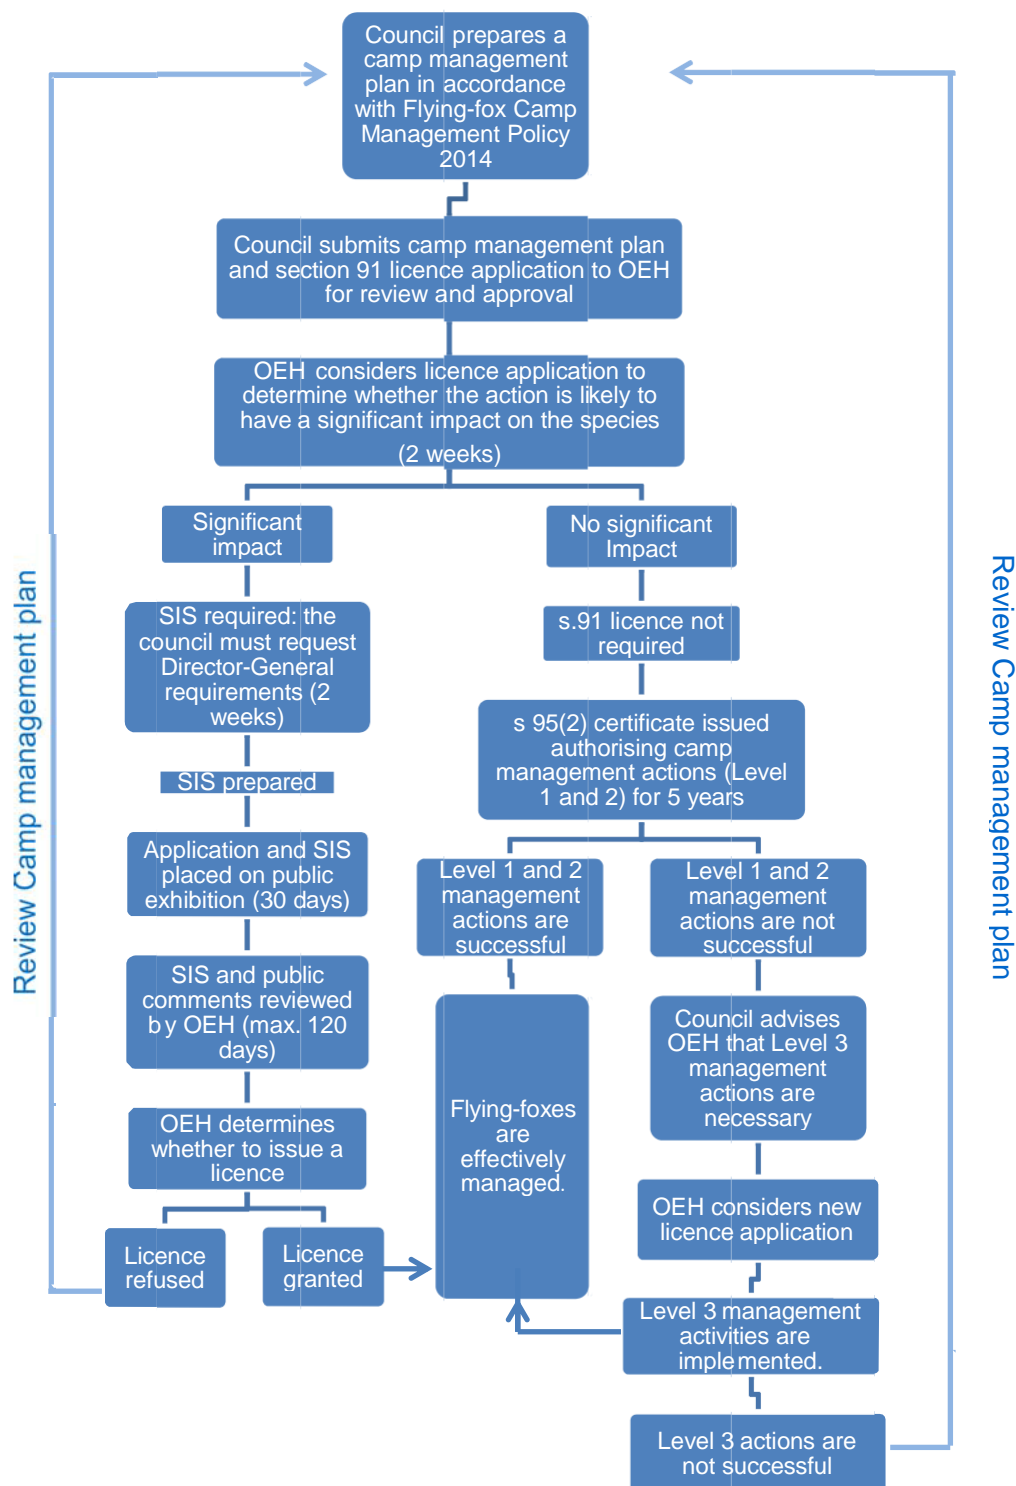 Council prepares a
camp management
plan in accordance
with Flying-fox Camp
Management Policy
2014
Council submits camp management plan
and section 91 licence application to OEH
for review and approval
OEH considers licence application to
determine whether the action is likely to
have a significant impact on the species
(2 weeks)
Significant
impact
No significant
Impact
SIS required: the
council must request
Director-General
requirements (2
weeks)
s.91 licence not
required
SIS prepared
s 95(2) certificate issued
authorising camp
management actions (Level
1 and 2) for 5 years
Application and SIS
placed on public
exhibition (30 days)
Level 1 and 2
management
actions are
successful
Level 1 and 2
management
actions are not
successful
SIS and public
comments reviewed
by OEH (max. 120
days)
Council advises
OEH that Level 3
management
actions are
necessary
OEH determines
whether to issue a
licence
Flying-foxes
are
effectively
managed.
OEH considers new
licence application
Licence
refused
Licence
granted
Level 3 management
activities are
implemented.
Level 3 actions are
not successful
Review Camp management plan
Review Camp management plan